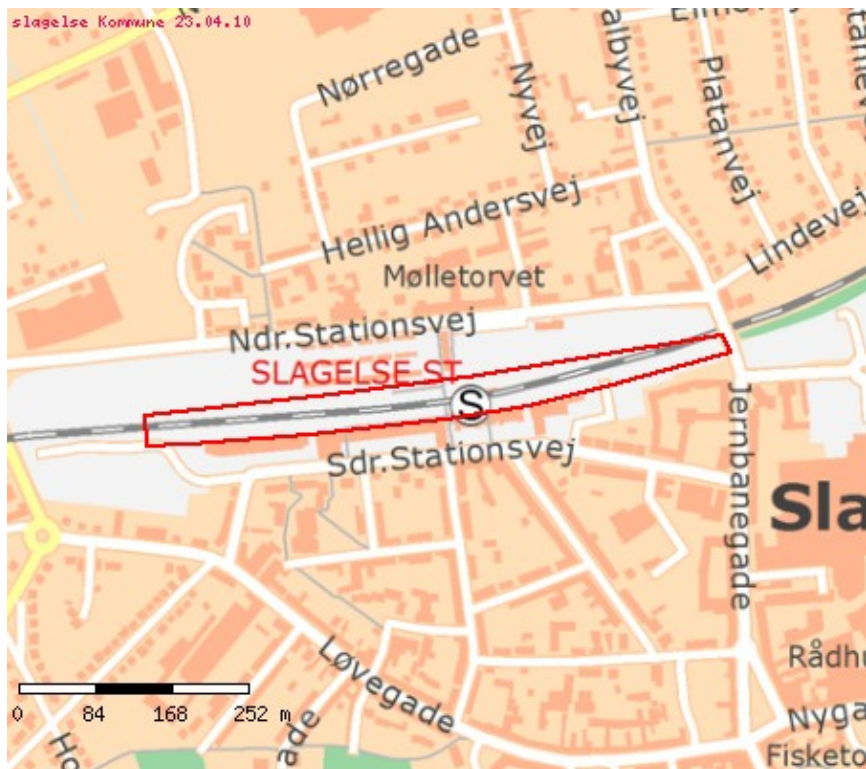 slagelse Kommune 23.04.10
Nørregade
Nyvej
Platanvej
Hellig Andersvej
Lindevej
Mølletorvet
Ndr.Stationsvej
SLAGELSE ST
S
Sdr.Stationsvej
Jernbanegade
Sla
Løvegade
Rådhu
Nyga
Fisketo
0 84 168 252 m